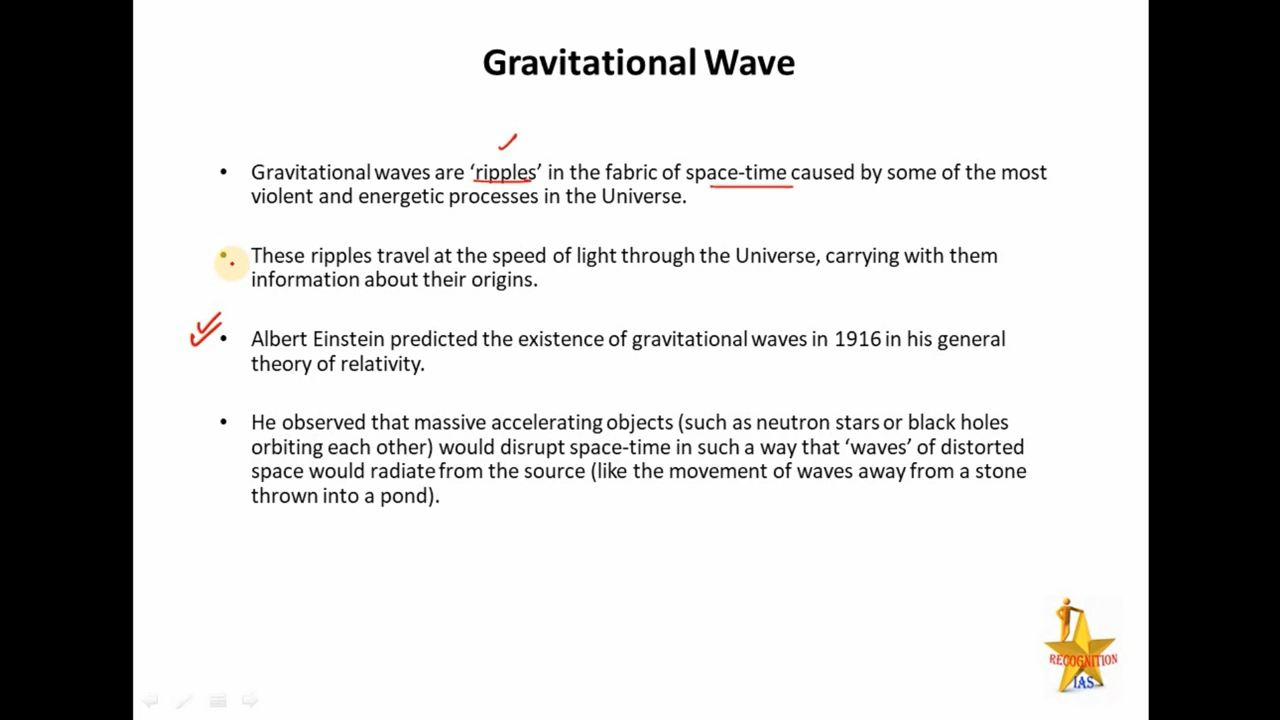 Gravitational Wave
• Gravitational waves are ‘ripples’ in the fabric of space-time caused by some of the most
violent and energetic processes in the Universe.
• These ripples travel at the speed of light through the Universe, carrying with them
information about their origins.
• Albert Einstein predicted the existence of gravitational waves in 1916 in his general
theory of relativity.
• He observed that massive accelerating objects (such as neutron stars or black holes
orbiting each other) would disrupt space-time in such a way that ‘waves’ of distorted
space would radiate from the source (like the movement of waves away from a stone
thrown into a pond).
RECOGNITION
IAS